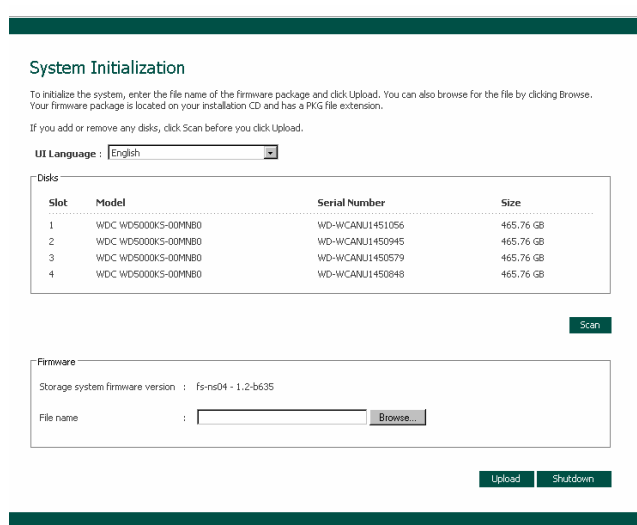 System Initialization
To initialize the system, enter the file name of the firmware package and click Upload. You can also browse for the file by clicking Browse.
Your firmware package is located on your installation CD and has a PKG file extension.
If you add or remove any disks, click Scan before you click Upload.
UI Language : English
Disks
Slot Model Serial Number Size
1 WDC WD5000KS-00MNB0 WD-WCANU1451056 465.76 GB
2 WDC WD5000KS-00MNB0 WD-WCANU1450945 465.76 GB
3 WDC WD5000KS-00MNB0 WD-WCANU1450579 465.76 GB
4 WDC WD5000KS-00MNB0 WD-WCANU1450848 465.76 GB
Scan
Firmware
Storage system firmware version : fs-ns04 - 1.2-b635
File name : Browse...
Upload Shutdown